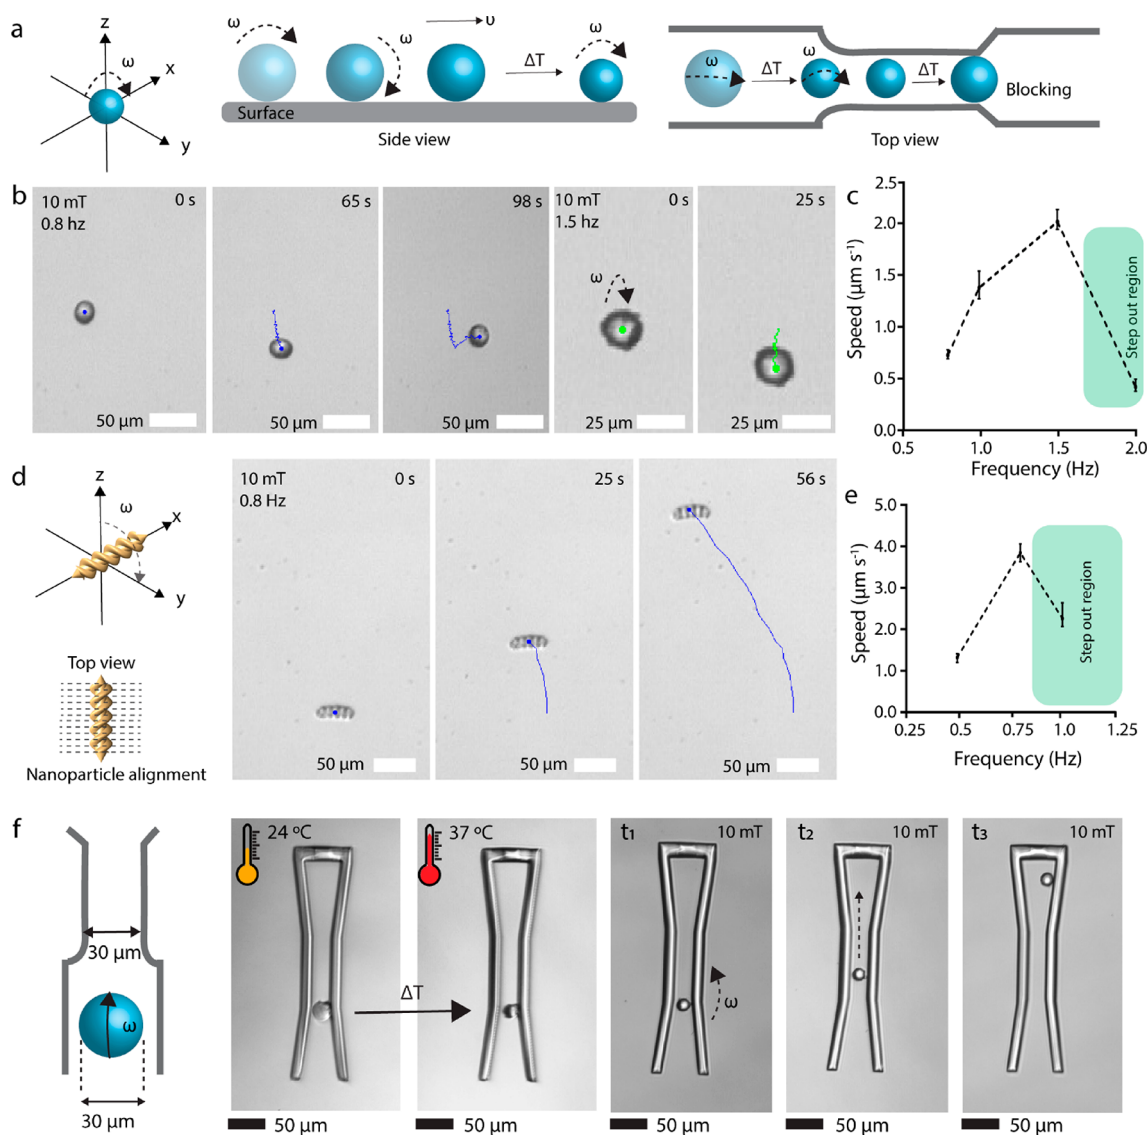 a
z
ω
x
y
ω
ω
υ
ΔT
ω
Surface
Side view
ω
ΔT
ΔT
Blocking
Top view
b
10 mT
0.8 hz
0 s
50 µm
65 s
50 µm
98 s
50 µm
10 mT
1.5 hz
0 s
ω
25 µm
25 s
25 µm
c
2.5
2.0
1.5
1.0
0.5
0.0
Speed (µm s⁻¹)
Step out region
0.5
1.0
1.5
2.0
Frequency (Hz)
d
z
ω
x
y
Top view
Nanoparticle alignment
10 mT
0.8 Hz
0 s
50 µm
25 s
50 µm
56 s
50 µm
e
5.0
4.0
3.0
2.0
1.0
0.0
Speed (µm s⁻¹)
Step out region
0.25
0.5
0.75
1.0
1.25
Frequency (Hz)
f
30 µm
ω
30 µm
24 ºC
ΔT
50 µm
37 ºC
50 µm
t₁
10 mT
ω
50 µm
t₂
10 mT
50 µm
t₃
10 mT
50 µm